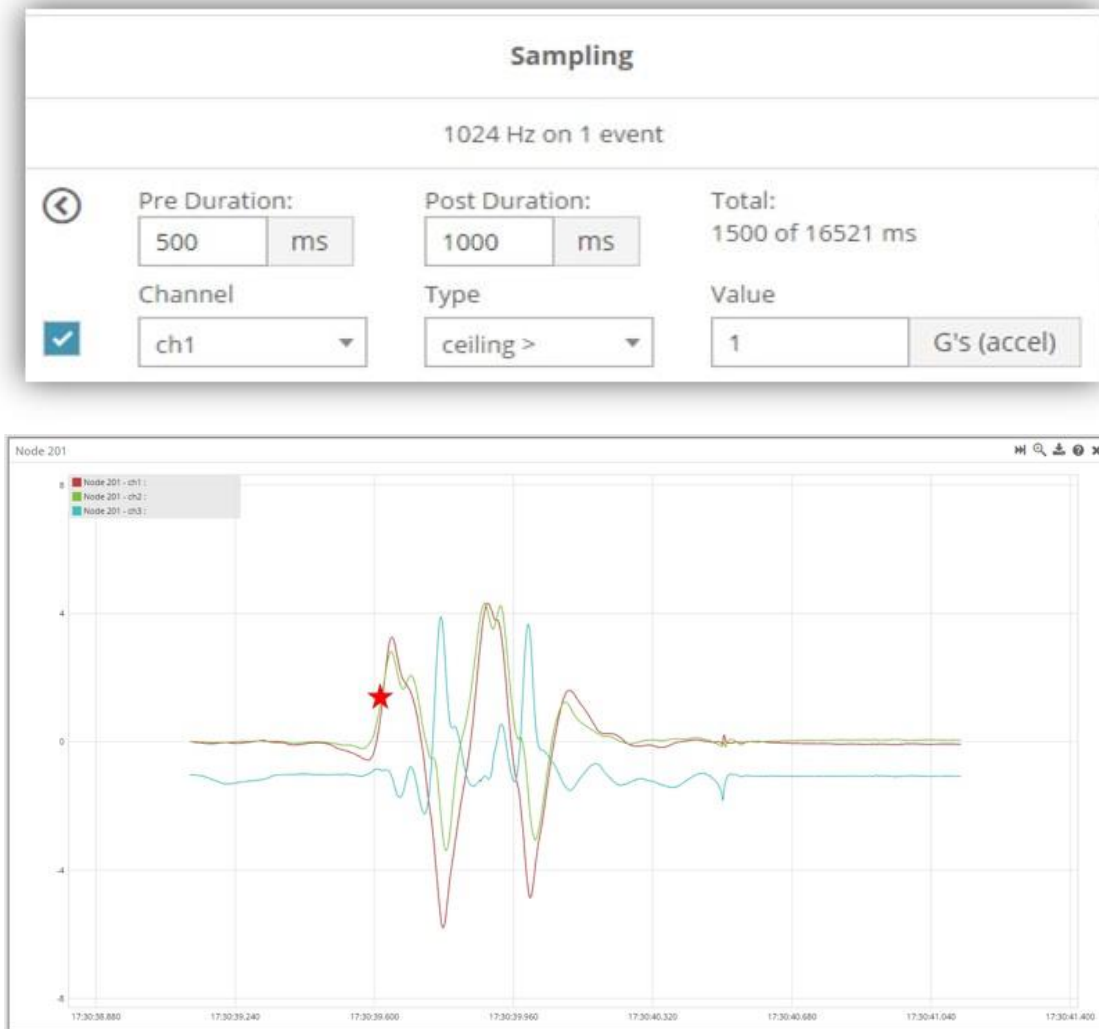 Sampling
1024 Hz on 1 event
Pre Duration: Post Duration: Total:
500 ms 1000 ms 1500 of 16521 ms
Channel Type Value
ch1 ceiling > 1 G's (accel)
Node 201
Node 201 - ch1 :
Node 201 - ch2 :
Node 201 - ch3 :
8
4
0
-4
-8
17:30:38.880 17:30:39.240 17:30:39.600 17:30:39.960 17:30:40.320 17:30:40.680 17:30:41.040 17:30:41.400